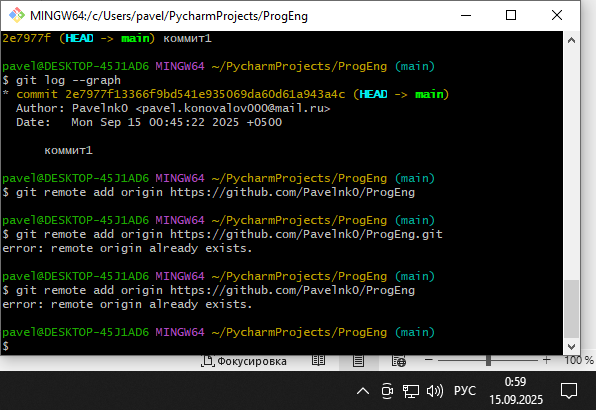 MINGW64:/c/Users/pavel/PycharmProjects/ProgEng
2e7977f (HEAD -> main) коммит1
pavel@DESKTOP-45J1AD6 MINGW64 ~/PycharmProjects/ProgEng (main)
$ git log --graph
* commit 2e7977f13366f9bd541e935069da60d61a943a4c (HEAD -> main)
Author: Pavelnk0 <pavel.konovalov000@mail.ru>
Date:   Mon Sep 15 00:45:22 2025 +0500
коммит1
pavel@DESKTOP-45J1AD6 MINGW64 ~/PycharmProjects/ProgEng (main)
$ git remote add origin https://github.com/Pavelnk0/ProgEng
pavel@DESKTOP-45J1AD6 MINGW64 ~/PycharmProjects/ProgEng (main)
$ git remote add origin https://github.com/Pavelnk0/ProgEng.git
error: remote origin already exists.
pavel@DESKTOP-45J1AD6 MINGW64 ~/PycharmProjects/ProgEng (main)
$ git remote add origin https://github.com/Pavelnk0/ProgEng
error: remote origin already exists.
pavel@DESKTOP-45J1AD6 MINGW64 ~/PycharmProjects/ProgEng (main)
$
Фокусировка
100 %
РУС
0:59
15.09.2025